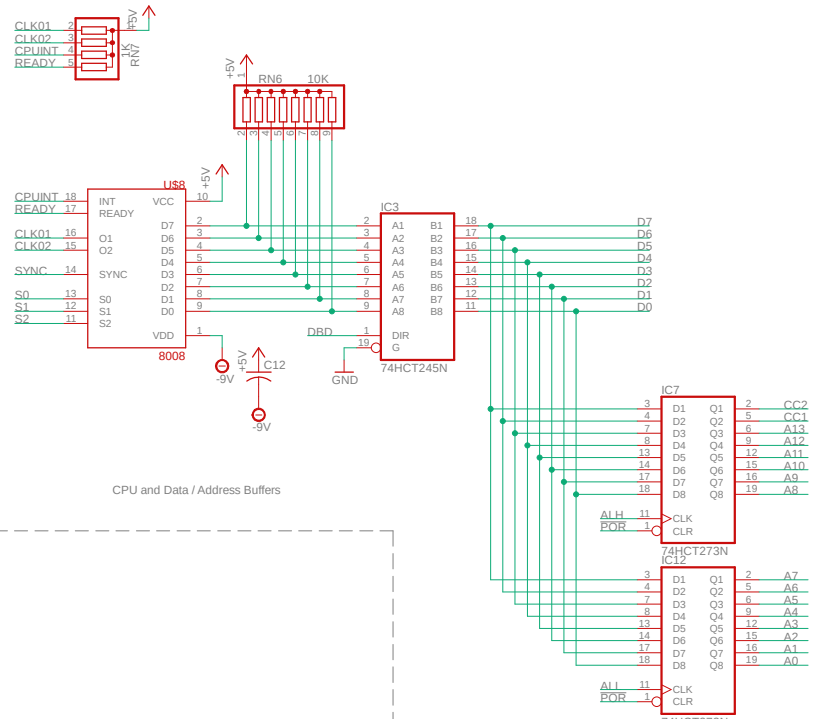 CLK01 2
CLK02 3
CPUINT 4
READY 5
1
+5V
1K
RN7
+5V
1
RN6 10K
2 3 4 5 6 7 8 9
+5V
U$8
CPUINT 18 INT VCC 10
READY 17 READY
D7 2
CLK01 16 O1 D6 3
CLK02 15 O2 D5 4
D4 5
SYNC 14 SYNC D3 6
D2 7
S0 13 S0 D1 8
S1 12 S1 D0 9
S2 11 S2
VDD 1
8008
-9V
+5V
C12
-9V
IC3
2 A1 B1 18 D7
3 A2 B2 17 D6
4 A3 B3 16 D5
5 A4 B4 15 D4
6 A5 B5 14 D3
7 A6 B6 13 D2
8 A7 B7 12 D1
9 A8 B8 11 D0
DBD 1 DIR
19 G
GND
74HCT245N
IC7
3 D1 Q1 2 CC2
4 D2 Q2 5 CC1
7 D3 Q3 6 A13
8 D4 Q4 9 A12
13 D5 Q5 12 A11
14 D6 Q6 15 A10
17 D7 Q7 16 A9
18 D8 Q8 19 A8
ALH 11 CLK
POR 1 CLR
74HCT273N
CPU and Data / Address Buffers
IC12
3 D1 Q1 2 A7
4 D2 Q2 5 A6
7 D3 Q3 6 A5
8 D4 Q4 9 A4
13 D5 Q5 12 A3
14 D6 Q6 15 A2
17 D7 Q7 16 A1
18 D8 Q8 19 A0
ALL 11 CLK
POR 1 CLR